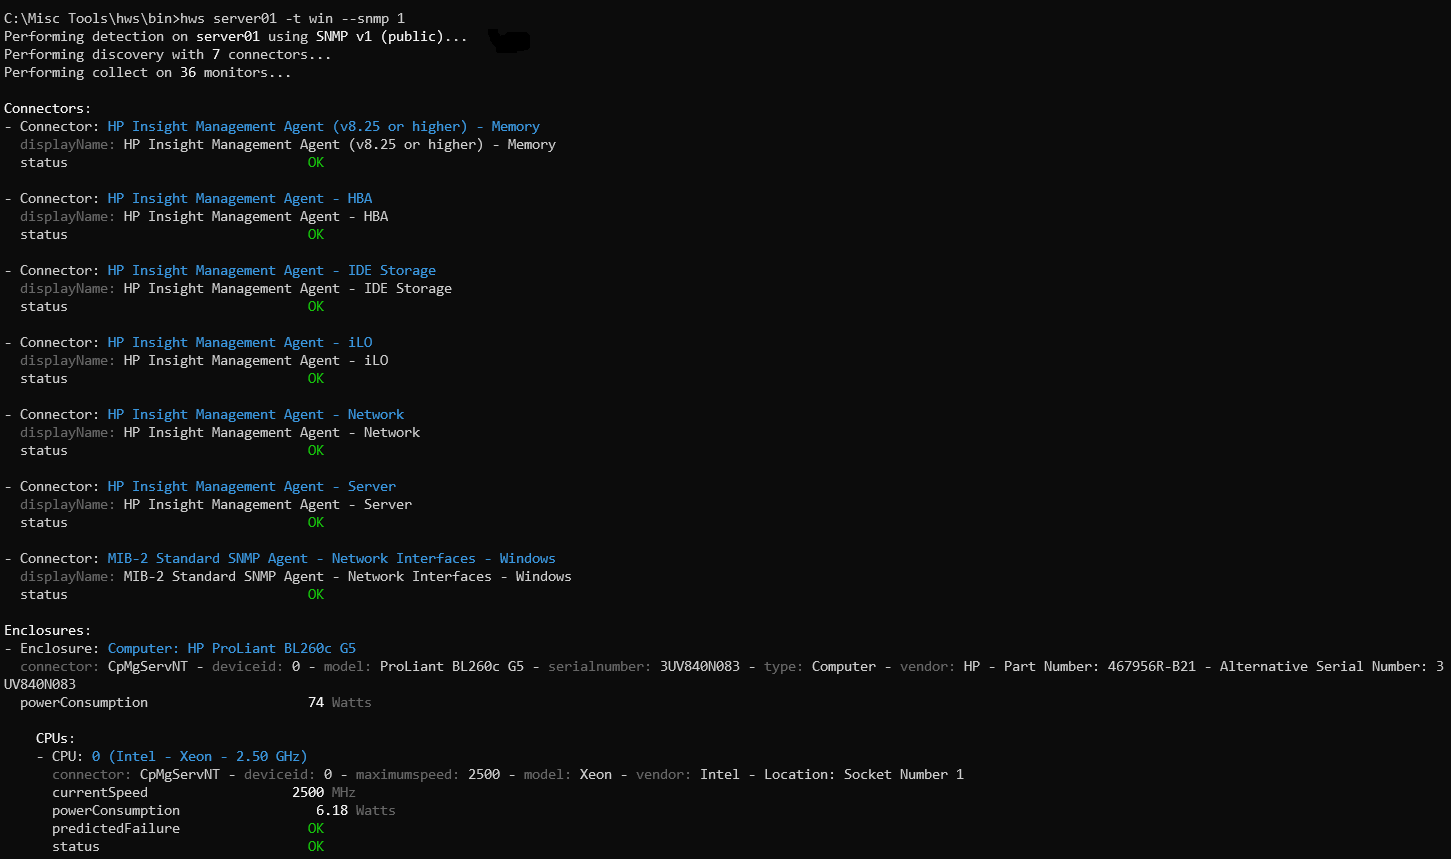 C:\Misc Tools\hws\bin>hws server01 -t win --snmp 1
Performing detection on server01 using SNMP v1 (public)...
Performing discovery with 7 connectors...
Performing collect on 36 monitors...
Connectors:
- Connector: HP Insight Management Agent (v8.25 or higher) - Memory
displayName: HP Insight Management Agent (v8.25 or higher) - Memory
status OK
- Connector: HP Insight Management Agent - HBA
displayName: HP Insight Management Agent - HBA
status OK
- Connector: HP Insight Management Agent - IDE Storage
displayName: HP Insight Management Agent - IDE Storage
status OK
- Connector: HP Insight Management Agent - iLO
displayName: HP Insight Management Agent - iLO
status OK
- Connector: HP Insight Management Agent - Network
displayName: HP Insight Management Agent - Network
status OK
- Connector: HP Insight Management Agent - Server
displayName: HP Insight Management Agent - Server
status OK
- Connector: MIB-2 Standard SNMP Agent - Network Interfaces - Windows
displayName: MIB-2 Standard SNMP Agent - Network Interfaces - Windows
status OK
Enclosures:
- Enclosure: Computer: HP ProLiant BL260c G5
connector: CpMgServNT - deviceid: 0 - model: ProLiant BL260c G5 - serialnumber: 3UV840N083 - type: Computer - vendor: HP - Part Number: 467956R-B21 - Alternative Serial Number: 3
UV840N083
powerConsumption 74 Watts
CPUs:
- CPU: 0 (Intel - Xeon - 2.50 GHz)
connector: CpMgServNT - deviceid: 0 - maximumspeed: 2500 - model: Xeon - vendor: Intel - Location: Socket Number 1
currentSpeed 2500 MHz
powerConsumption 6.18 Watts
predictedFailure OK
status OK